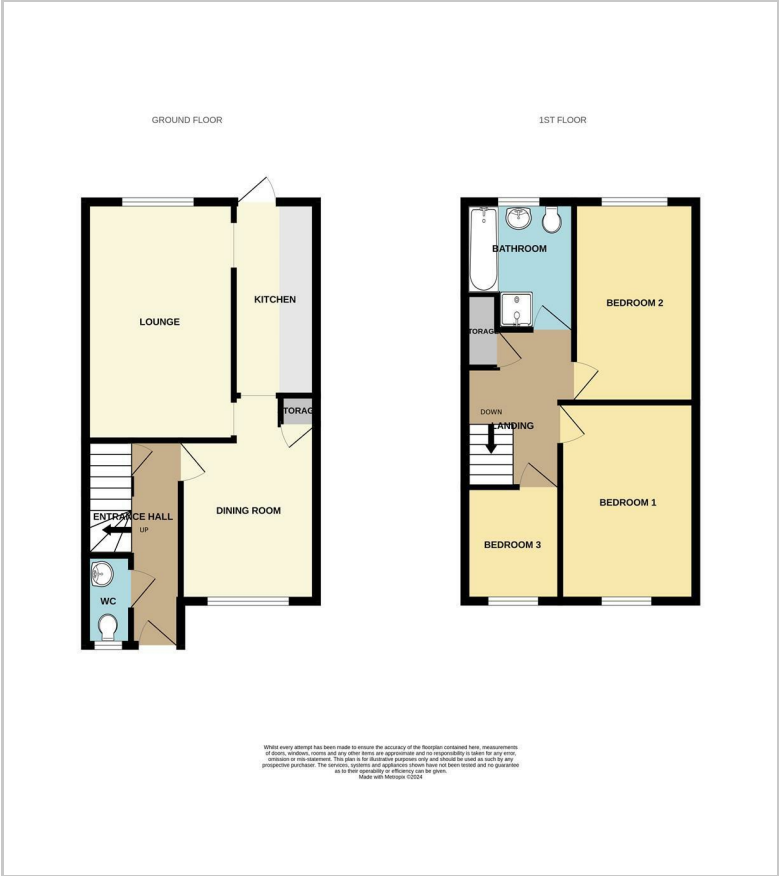 GROUND FLOOR
LOUNGE
KITCHEN
TORAG
DINING ROOM
ENTRANCE HALL
UP
WC
1ST FLOOR
BATHROOM
BEDROOM 2
TORAGE
DOWN
LANDING
BEDROOM 1
BEDROOM 3
Whilst every attempt has been made to ensure the accuracy of the floorplan contained here, measurements
of doors, windows, rooms and any other items are approximate and no responsibility is taken for any error,
omission or mis-statement. This plan is for illustrative purposes only and should be used as such by any
prospective purchaser. The services, systems and appliances shown have not been tested and no guarantee
as to their operability or efficiency can be given.
Made with Metropix ©2024